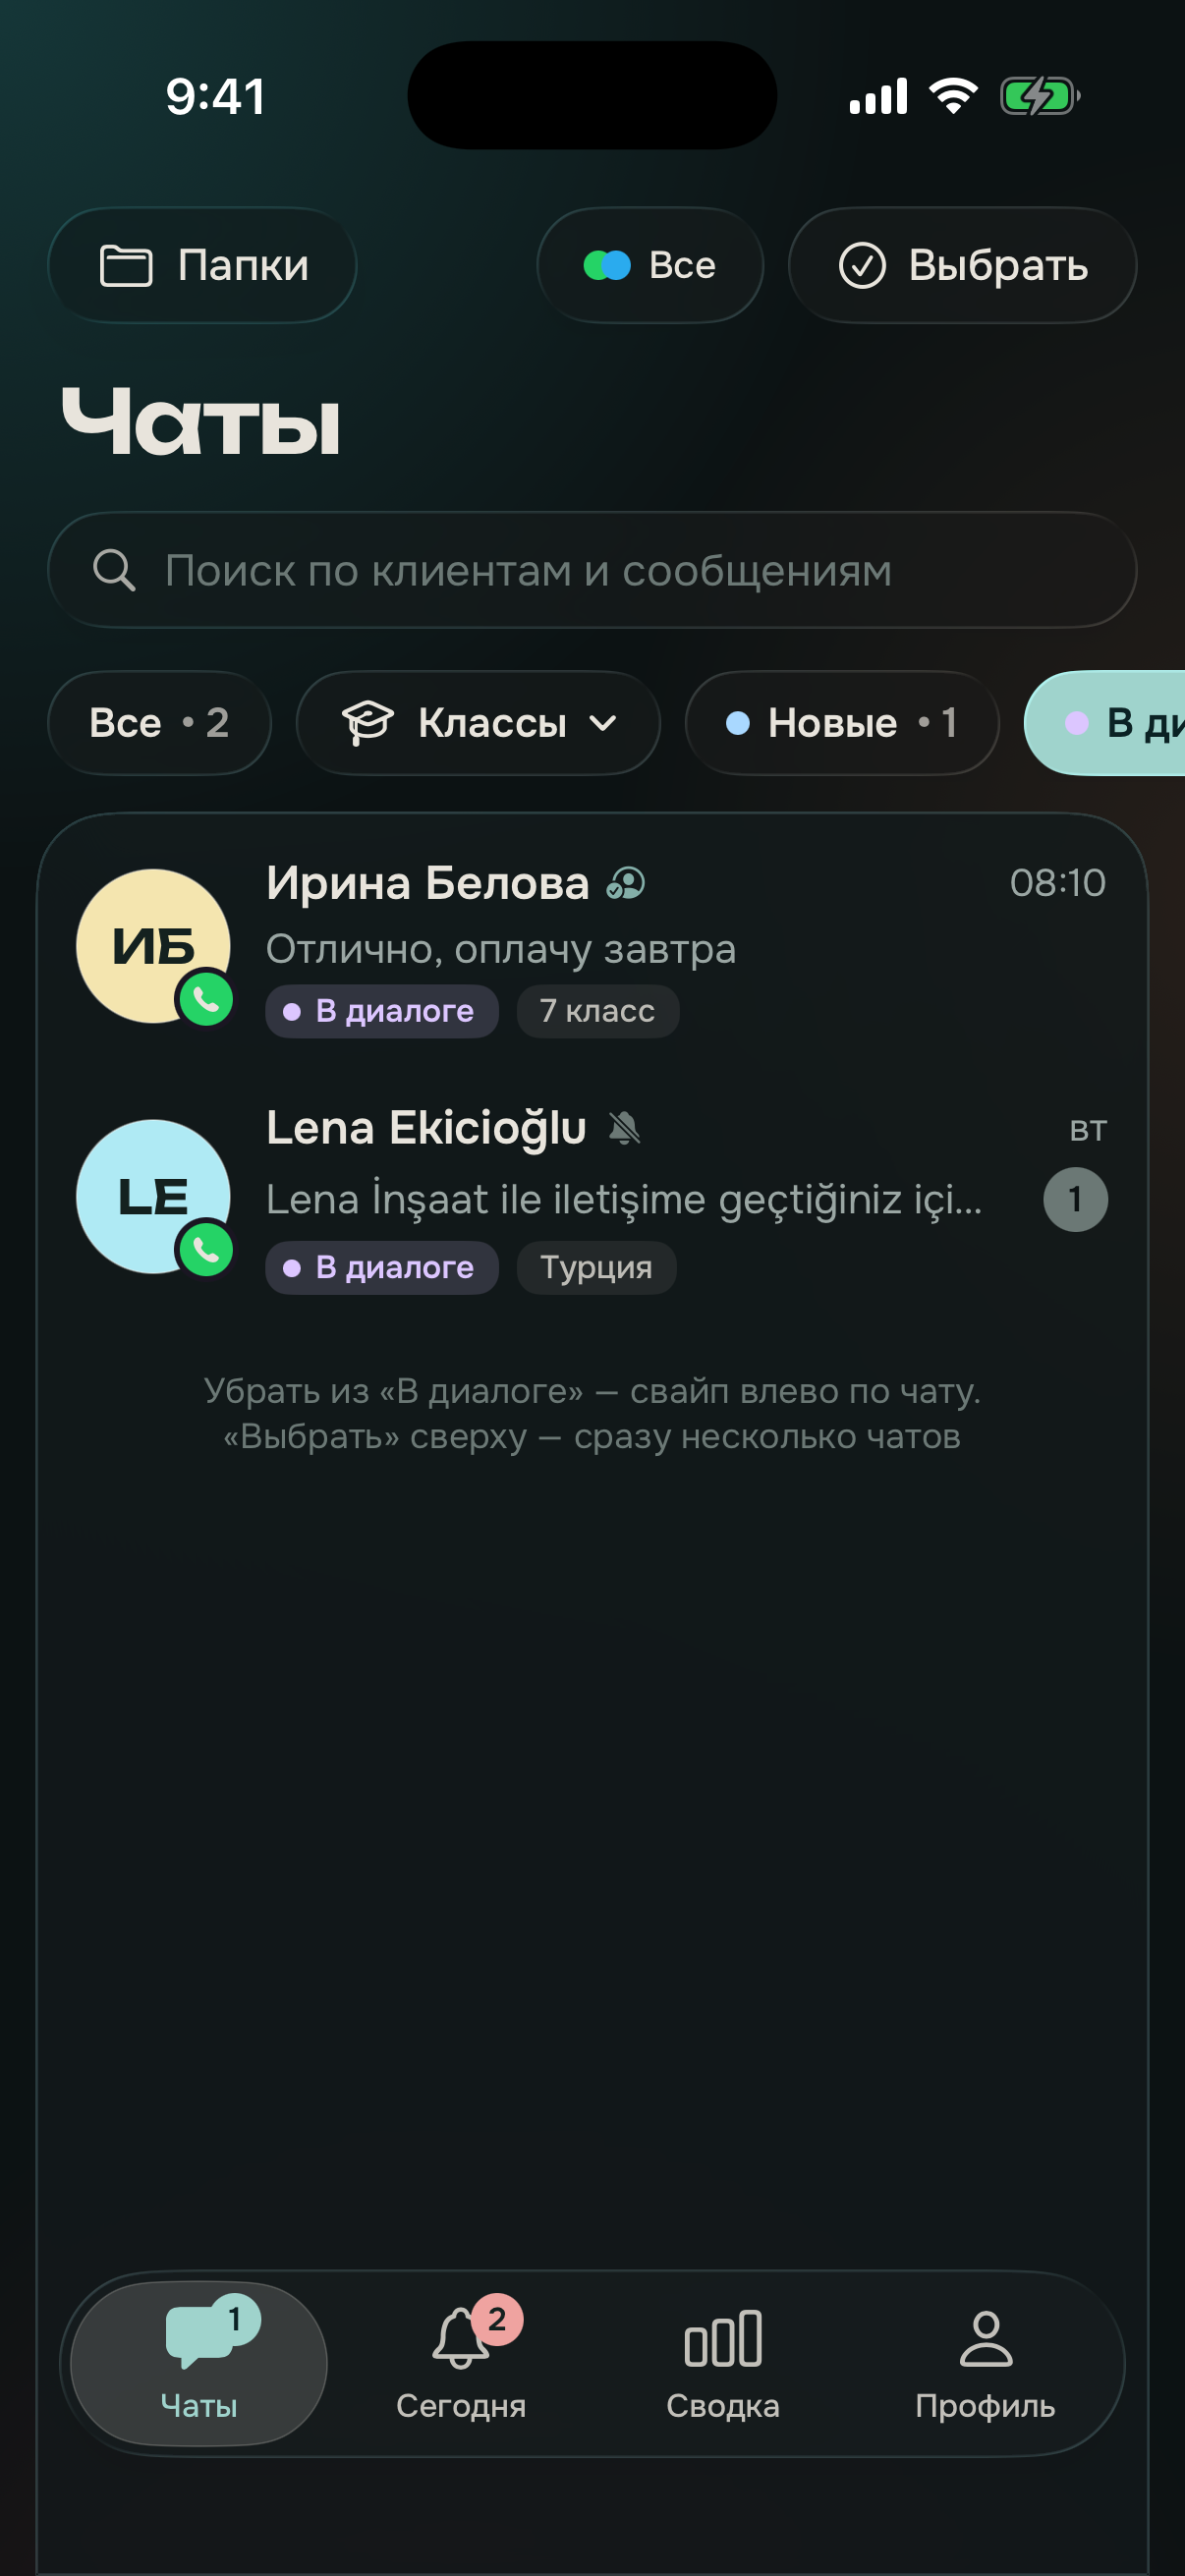 9:41
Папки
Все
Выбрать
Чаты
Поиск по клиентам и сообщениям
Все • 2
Классы
Новые • 1
В ди
ИБ
Ирина Белова
08:10
Отлично, оплачу завтра
В диалоге
7 класс
LE
Lena Ekicioğlu
вт
Lena İnşaat ile iletişime geçtiğiniz içi...
1
В диалоге
Турция
Убрать из «В диалоге» — свайп влево по чату.
«Выбрать» сверху — сразу несколько чатов
1
2
Чаты
Сегодня
Сводка
Профиль